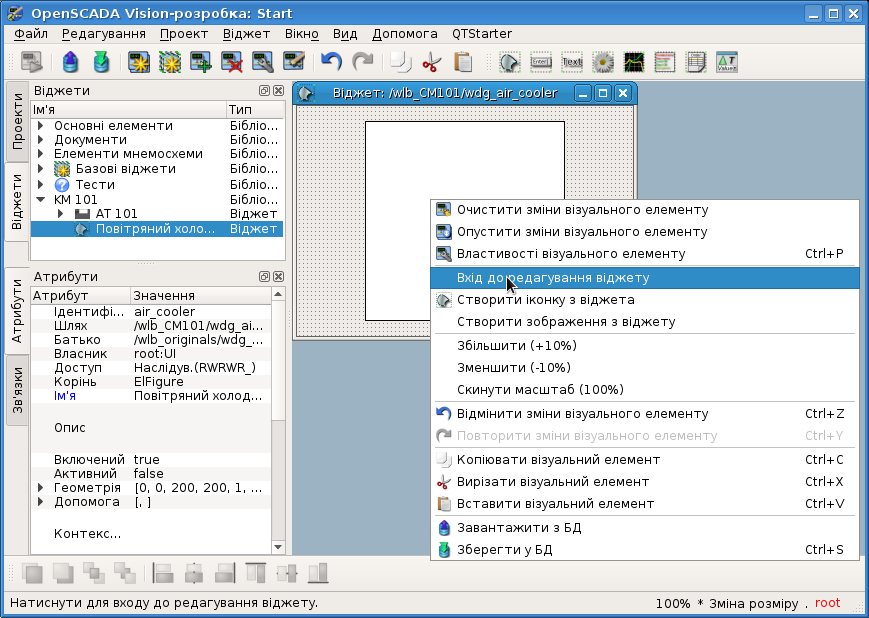 OpenSCADA Vision-розробка: Start
Файл Редагування Проект Віджет Вікно Вид Допомога QTStarter
Проекти
Віджети
Атрибути
Зв'язки
Віджети
Ім'я Тип
Основні елементи Бібліо...
Документи Бібліо...
Елементи мнемосхеми Бібліо...
Базові віджети Бібліо...
Тести Бібліо...
КМ 101 Бібліо...
АТ 101 Віджет
Повітряний холо... Віджет
Атрибути
Атрибут Значення
Ідентифі... air_cooler
Шлях /wlb_CM101/wdg_ai...
Батько /wlb_originals/wdg_...
Власник root:UI
Доступ Наслідув.(RWRWR_)
Корінь ElFigure
Ім'я Повітряний холод...
Опис
Включений true
Активний false
Геометрія [0, 0, 200, 200, 1, ...
Допомога [, ]
Контекс...
Віджет: /wlb_CM101/wdg_air_cooler
Очистити зміни візуального елементу
Опустити зміни візуального елементу
Властивості візуального елементу Ctrl+P
Вхід до редагування віджету
Створити іконку з віджета
Створити зображення з віджету
Збільшити (+10%)
Зменшити (-10%)
Скинути масштаб (100%)
Відмінити зміни візуального елементу Ctrl+Z
Повторити зміни візуального елементу Ctrl+Y
Копіювати візуальний елемент Ctrl+C
Вирізати візуальний елемент Ctrl+X
Вставити візуальний елемент Ctrl+V
Завантажити з БД
Зберегти у БД Ctrl+S
Натиснути для входу до редагування віджету. 100% * Зміна розміру . root